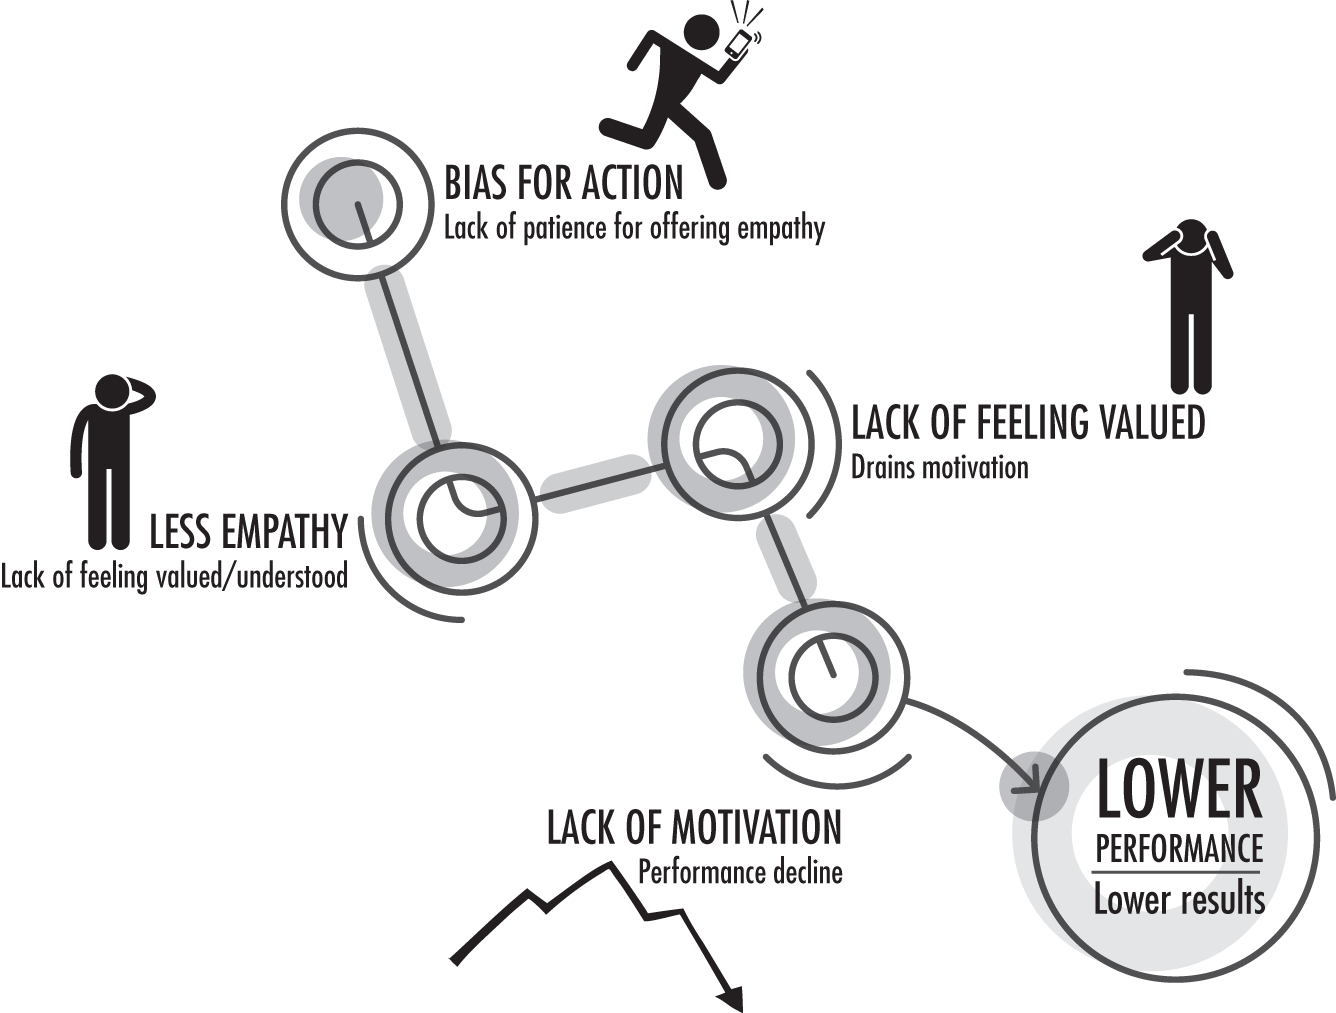 BIAS FOR ACTION
Lack of patience for offering empathy
LESS EMPATHY
Lack of feeling valued/understood
LACK OF FEELING VALUED
Drains motivation
LACK OF MOTIVATION
Performance decline
LOWER
PERFORMANCE
Lower results